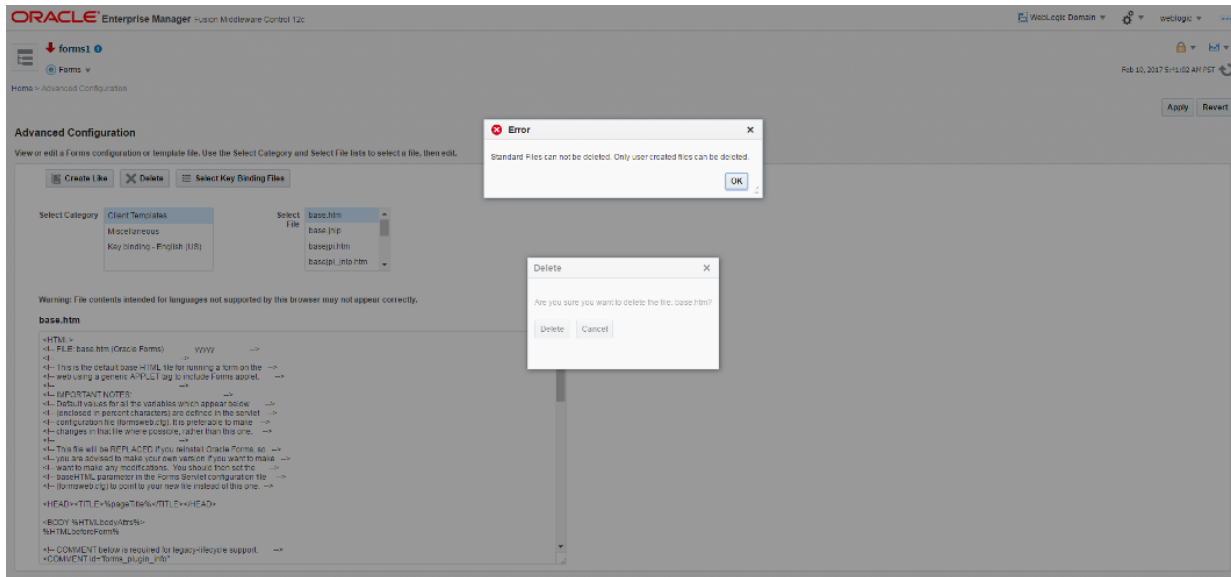 ORACLE Enterprise Manager Fusion Middleware Control 12c
WebLogic Domain
weblogic
forms1
Forms
Feb 10, 2017 5:41:02 AM PST
Home > Advanced Configuration
Apply Revert
Advanced Configuration
View or edit a Forms configuration or template file. Use the Select Category and Select File lists to select a file, then edit.
Create Like Delete Select Key Binding Files
Select Category
Client Templates
Miscellaneous
Key binding - English (US)
Select File
base.htm
base.jnlp
basejpi.htm
basejpi_jnlp.htm
Error
Standard Files can not be deleted. Only user created files can be deleted.
OK
Delete
Are you sure you want to delete the file: base.htm?
Delete Cancel
Warning: File contents intended for languages not supported by this browser may not appear correctly.
base.htm
<HTML>
<!-- FILE: base.htm (Oracle Forms) yyyyy -->
<!-- -->
<!-- This is the default base HTML file for running a form on the -->
<!-- web using a generic APPLET tag to include Forms applet. -->
<!-- -->
<!-- IMPORTANT NOTES: -->
<!-- Default values for all the variables which appear below -->
<!-- (enclosed in percent characters) are defined in the servlet -->
<!-- configuration file (formsweb.cfg). It is preferable to make -->
<!-- changes in that file where possible, rather than this one. -->
<!-- -->
<!-- This file will be REPLACED if you reinstall Oracle Forms, so -->
<!-- you are advised to make your own version if you want to make -->
<!-- want to make any modifications. You should then set the -->
<!-- baseHTML parameter in the Forms Servlet configuration file -->
<!-- (formsweb.cfg) to point to your new file instead of this one. -->
<HEAD><TITLE>%pageTitle%</TITLE></HEAD>
<BODY %HTMLbodyAttrs%>
%HTMLbeforeForm%
<!-- COMMENT below is required for legacy-lifecycle support. -->
<COMMENT id="forms_plugin_info"